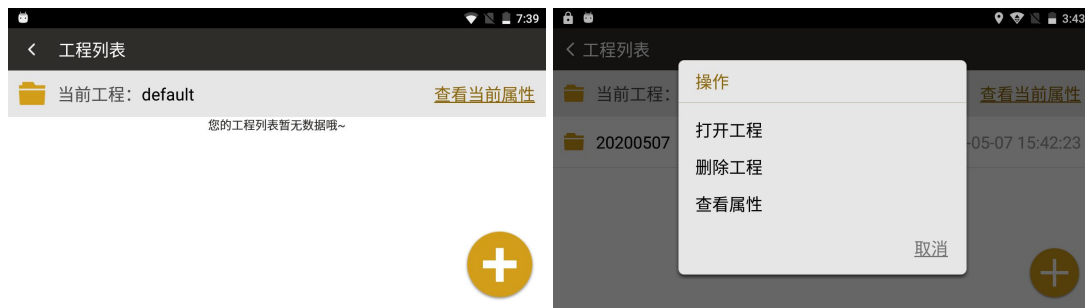 7:39
工程列表
当前工程：default
查看当前属性
您的工程列表暂无数据哦~
3:43
工程列表
当前工程：
查看当前属性
20200507
-05-07 15:42:23
操作
打开工程
删除工程
查看属性
取消